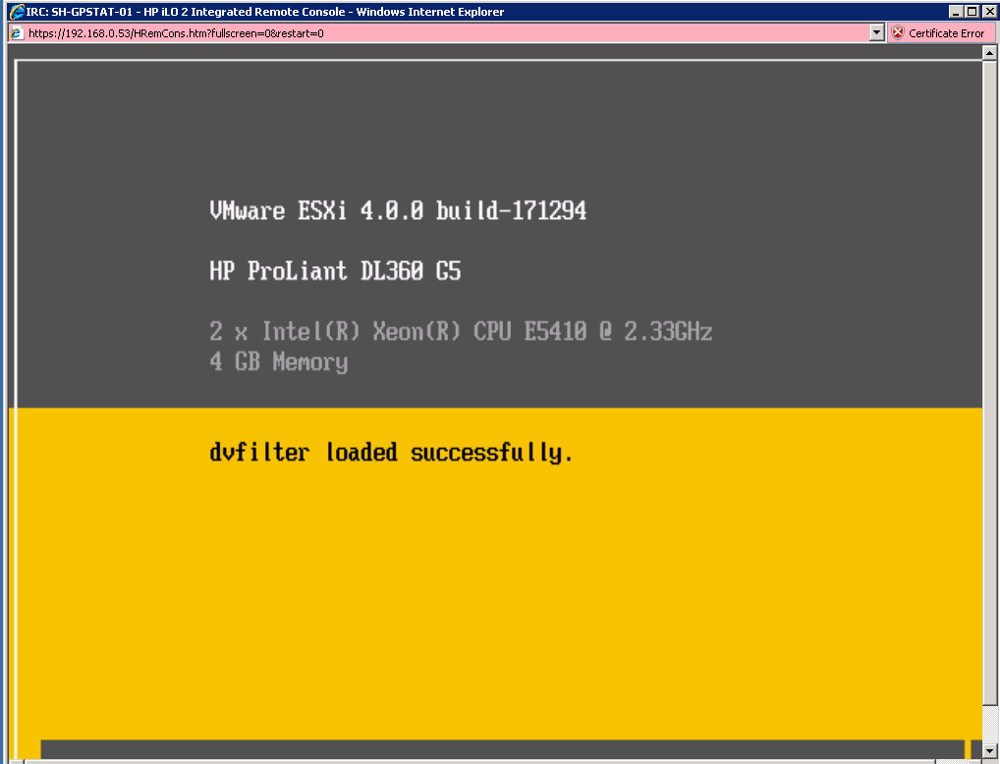 IRC: SH-GPSTAT-01 - HP iLO 2 Integrated Remote Console - Windows Internet Explorer
https://192.168.0.53/HRemCons.htm?fullscreen=0&restart=0
Certificate Error
VMware ESXi 4.0.0 build-171294
HP ProLiant DL360 G5
2 x Intel(R) Xeon(R) CPU E5410 @ 2.33GHz
4 GB Memory
dvfilter loaded successfully.